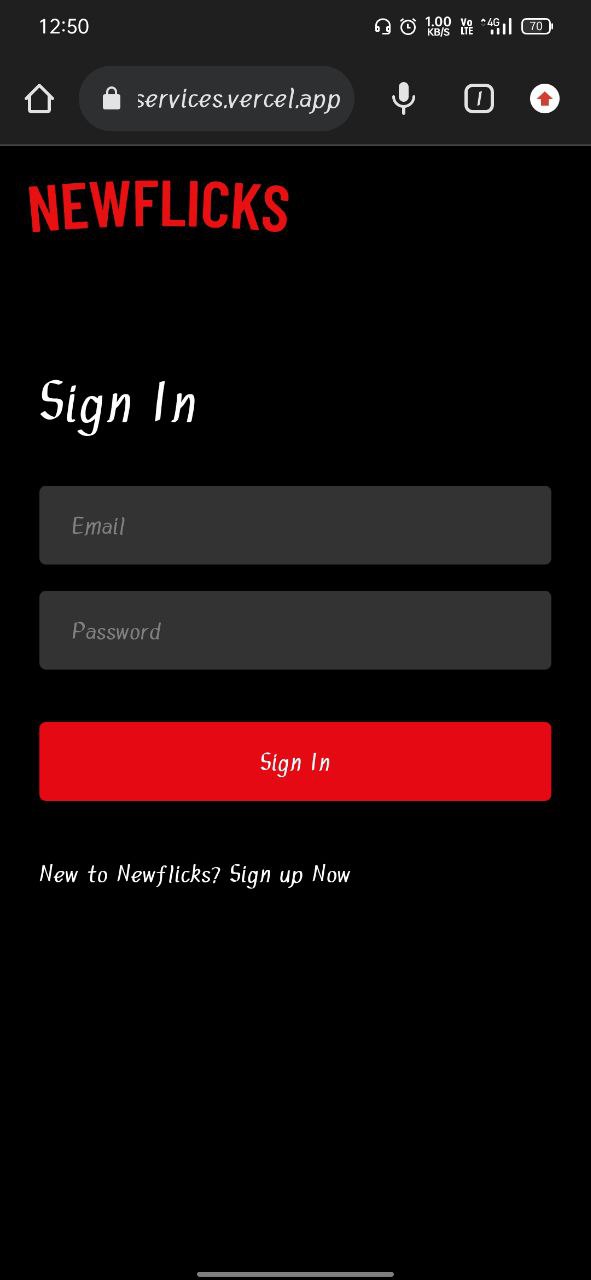 12:50
1.00 KB/S Vo LTE 4G 70
services.vercel.app
1
NEWFLICKS
Sign In
Email
Password
Sign In
New to Newflicks? Sign up Now